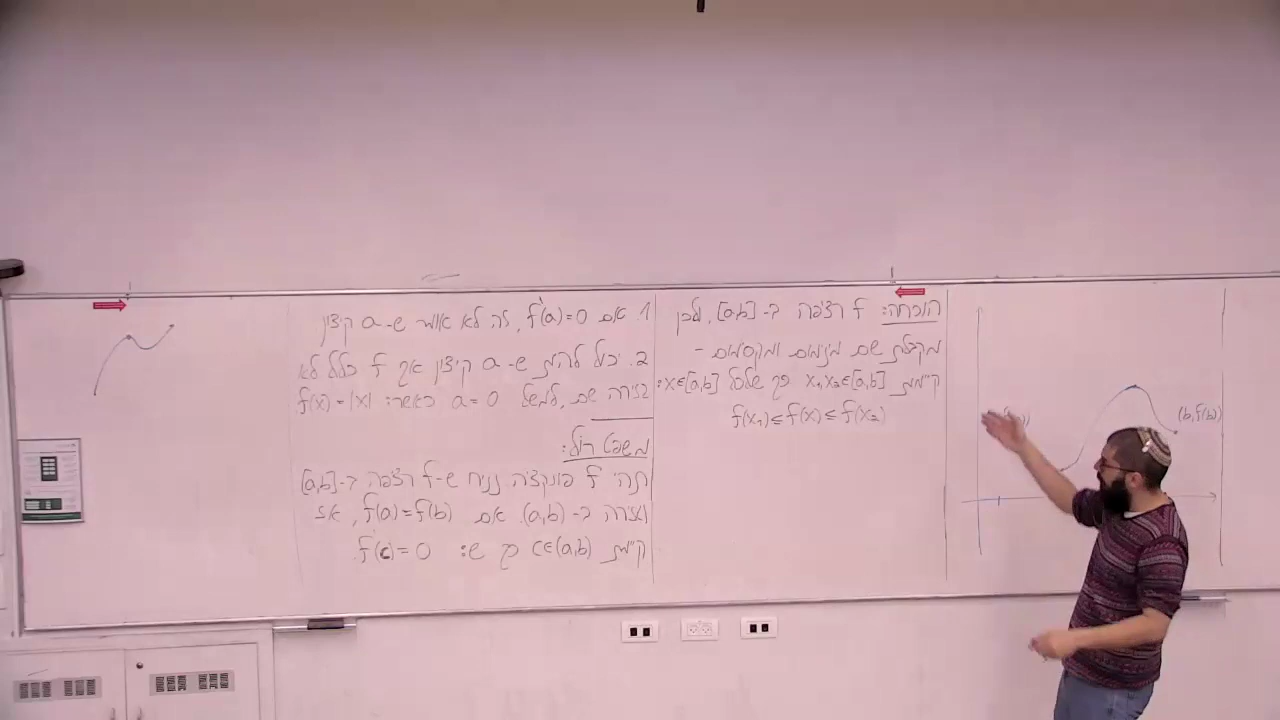 1. אם f'(a)=0, זה לא אומר ש-a קיצון
2. יכול להיות ש-a קיצון אך f כלל לא
גזירה שם, למשל a=0 כאשר: f(x)=|x|
משפט רול:
תהי f פונקציה נניח ש-f רציפה ב-[a,b]
וגזירה ב-(a,b). אם f(a)=f(b), אז
קיימת c∈(a,b) כך ש: f'(c)=0
הוכחה: f רציפה ב-[a,b], ולכן
מקבלת שם מינימום ומקסימום -
קיימות x₁,x₂∈[a,b] כך שלכל x∈[a,b]:
f(x₁)≤f(x)≤f(x₂)
(b,f(b))